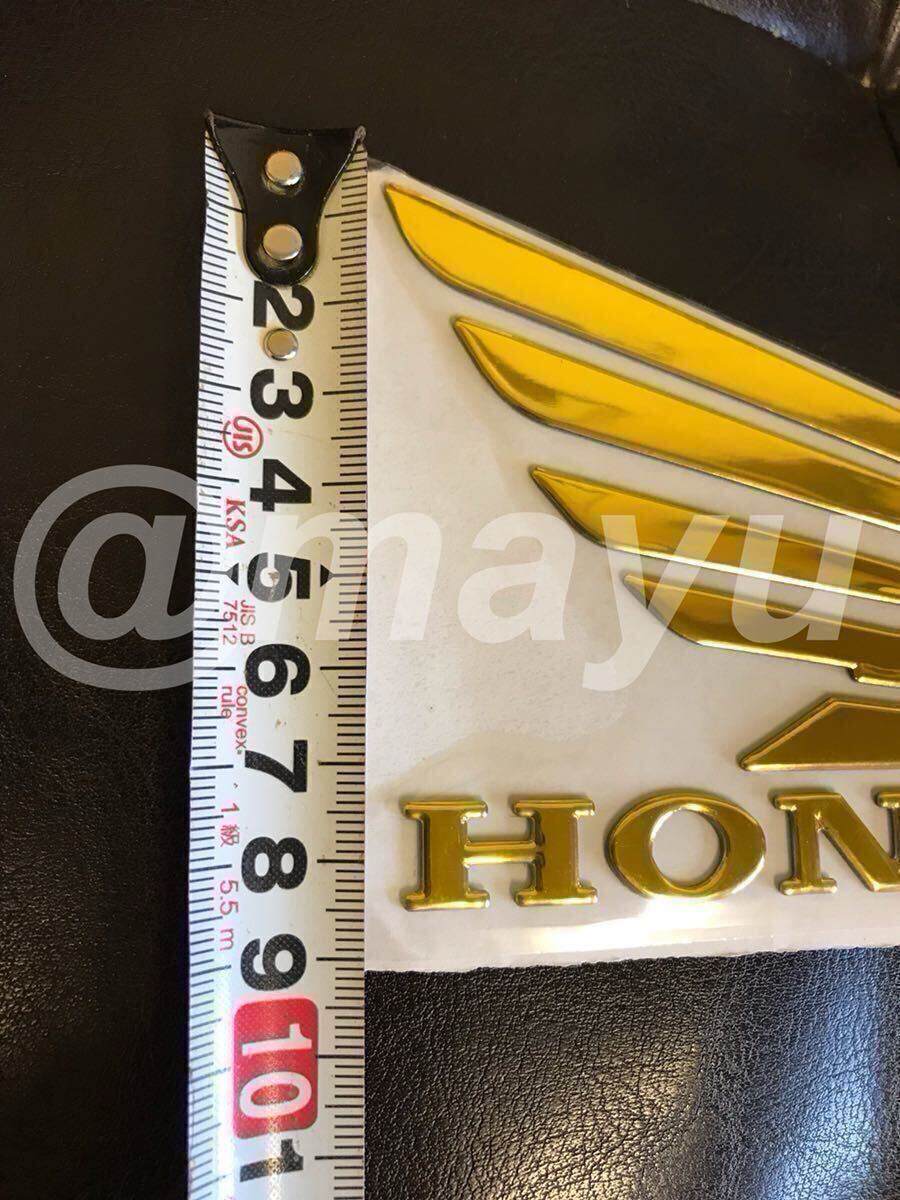 2 3 4 5 6 7 8 9 10 1
JIS
KSA
JIS B
7512
convex
rule
1級
5.5 m
HON
@mayu